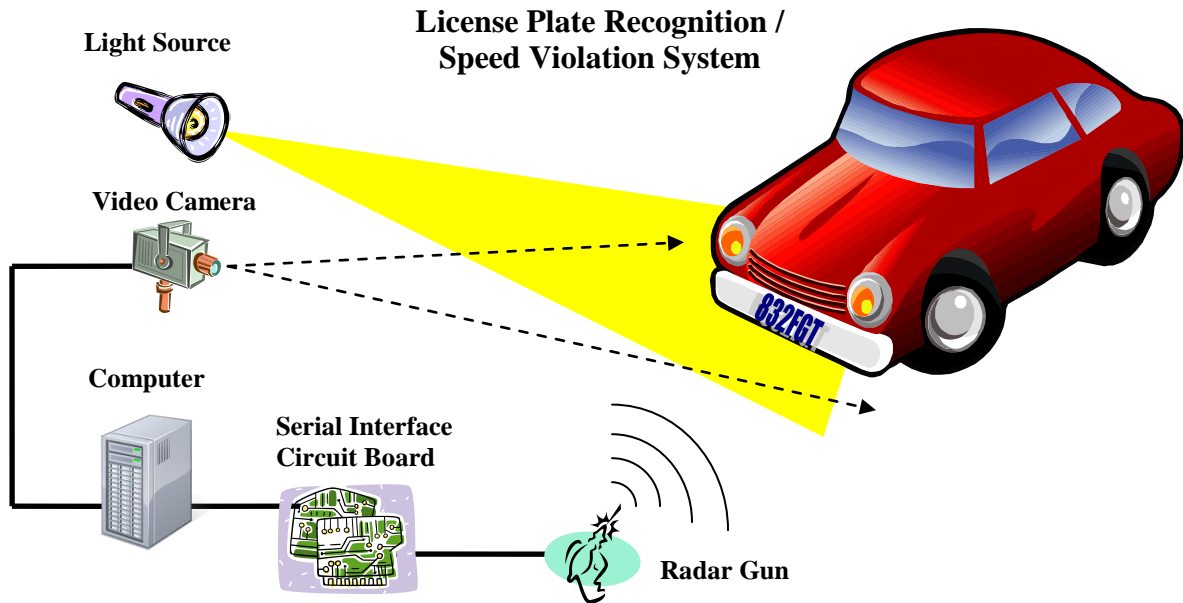 License Plate Recognition /
Speed Violation System
Light Source
Video Camera
832FGT
Computer
Serial Interface
Circuit Board
Radar Gun